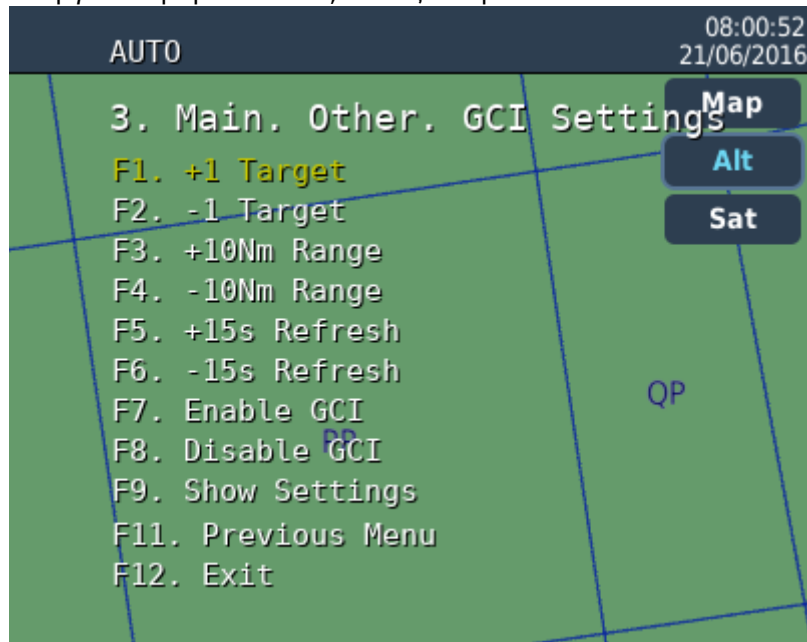 08:00:52
AUTO
21/06/2016
Map
3. Main. Other. GCI Settings
F1. +1 Target
Alt
F2. -1 Target
Sat
F3. +10Nm Range
F4. -10Nm Range
F5. +15s Refresh
F6. -15s Refresh
QP
F7. Enable GCI
PP
F8. Disable GCI
F9. Show Settings
F11. Previous Menu
F12. Exit